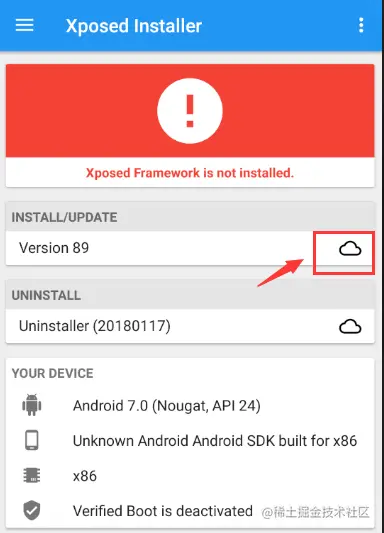 Xposed Installer
Xposed Framework is not installed.
INSTALL/UPDATE
Version 89
UNINSTALL
Uninstaller (20180117)
YOUR DEVICE
Android 7.0 (Nougat, API 24)
Unknown Android Android SDK built for x86
x86
Verified Boot is deactivated
@稀土掘金技术社区